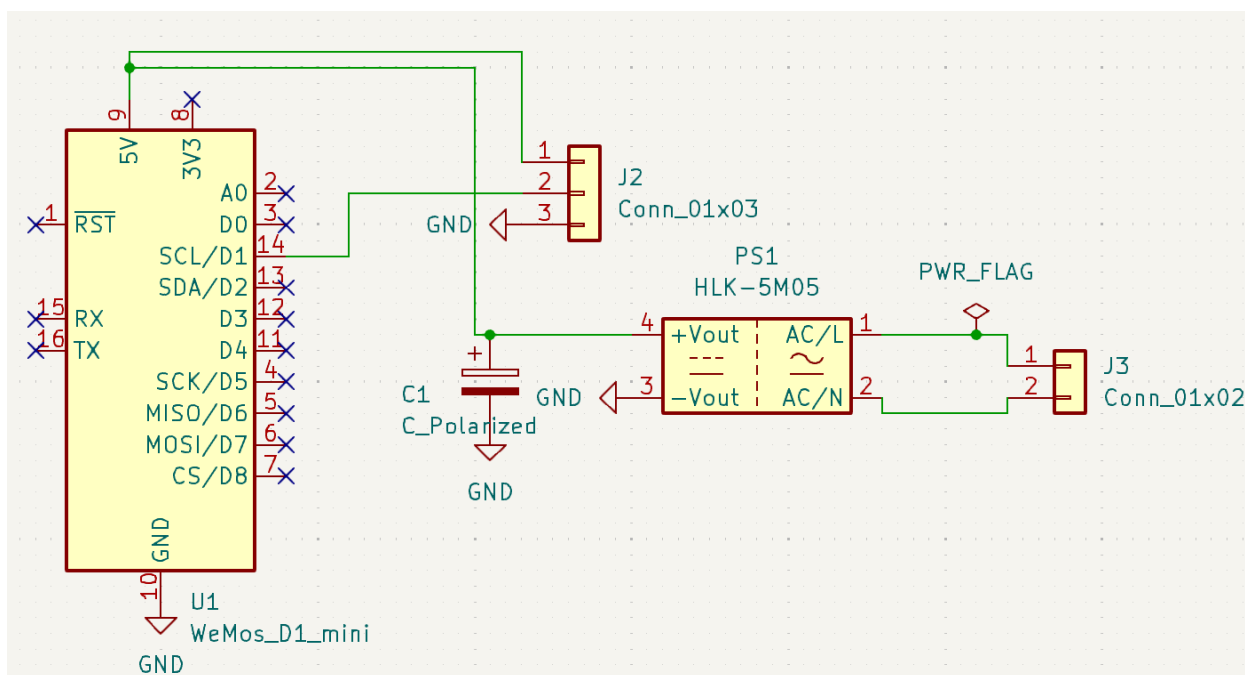 9
8
5V
3V3
1
RST
A0
2
D0
3
SCL/D1
14
SDA/D2
13
15
RX
D3
12
16
TX
D4
11
SCK/D5
4
MISO/D6
5
MOSI/D7
6
CS/D8
7
GND
10
U1
WeMos_D1_mini
GND
1
2
3
GND
J2
Conn_01x03
PS1
HLK-5M05
4
+Vout
AC/L
1
3
-Vout
AC/N
2
GND
+
C1
C_Polarized
GND
PWR_FLAG
1
2
J3
Conn_01x02